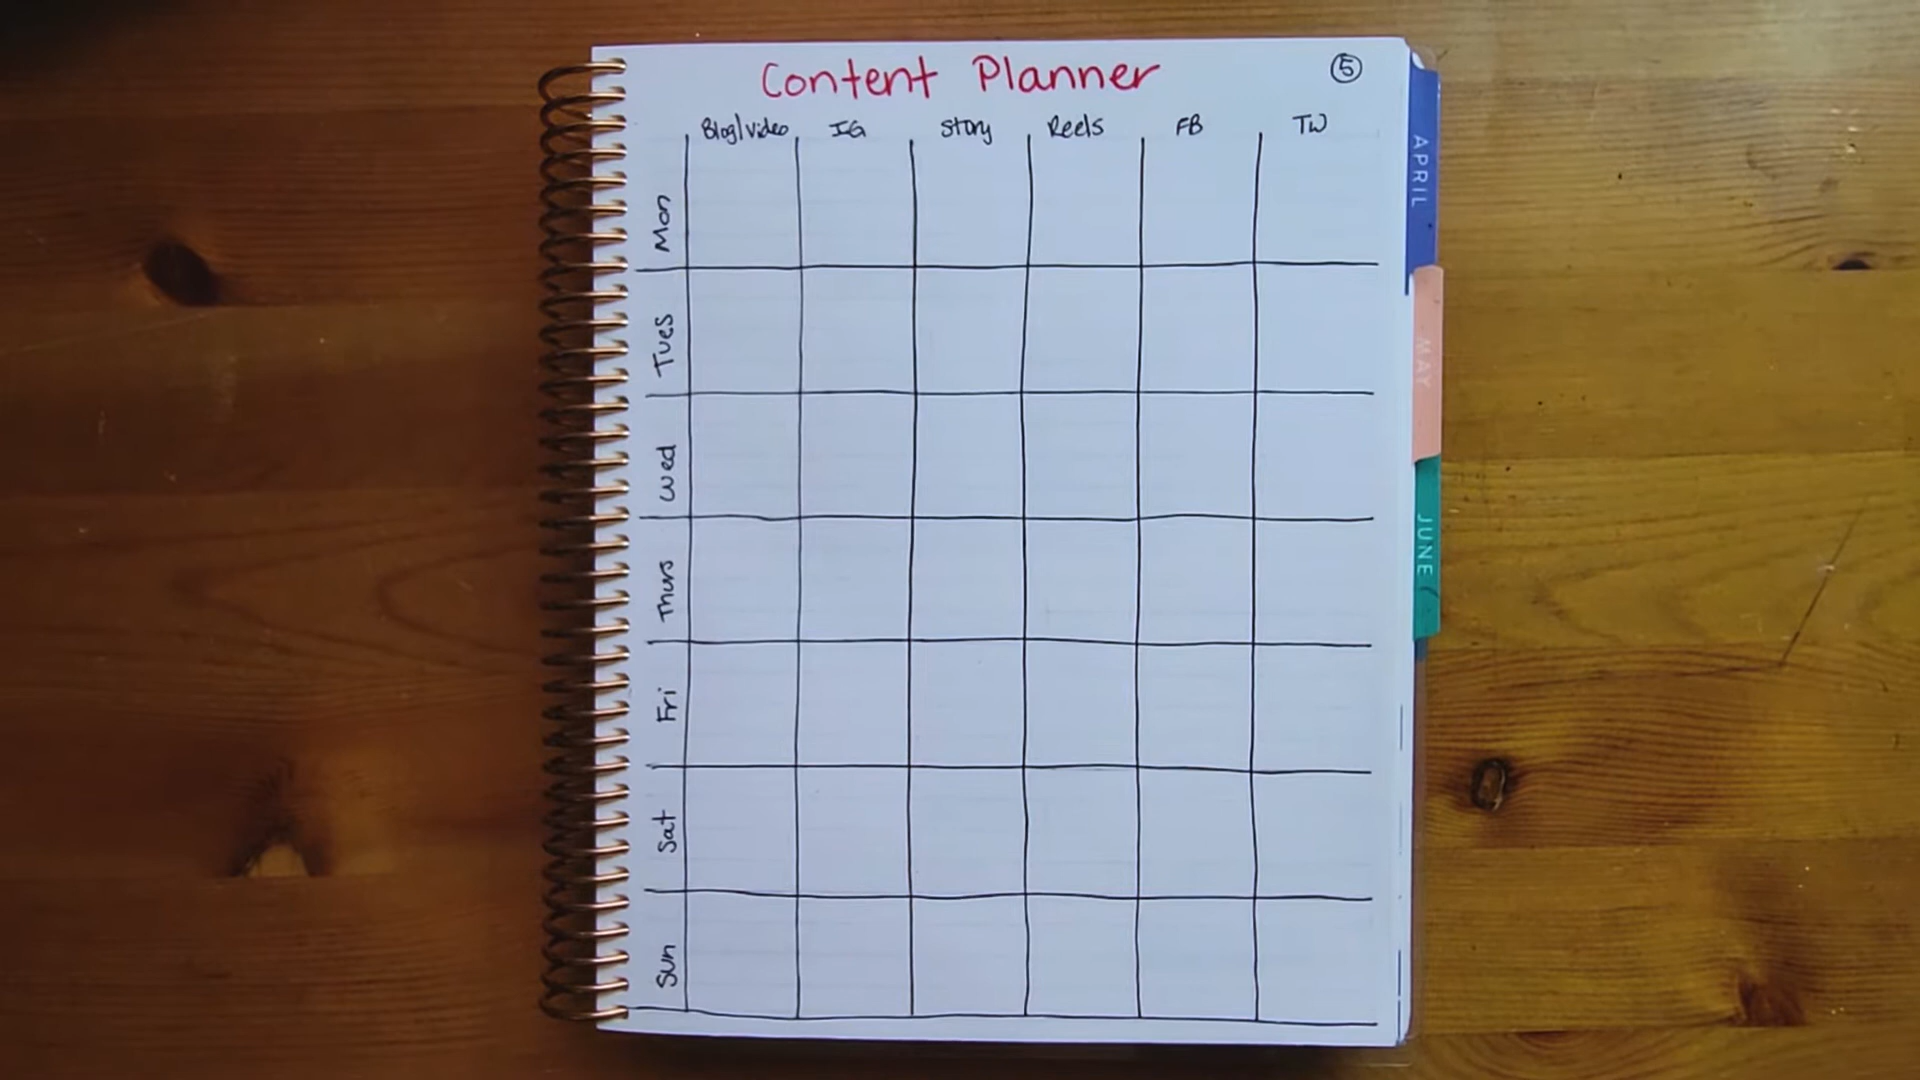 Content Planner ⑤
Blog/video IG Story Reels FB TW
Mon
Tues
Wed
Thurs
Fri
Sat
Sun
APRIL
MAY
JUNE